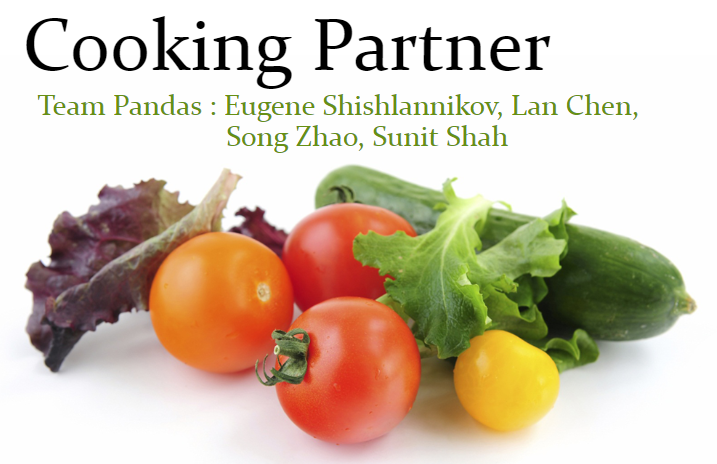 Cooking Partner
Team Pandas : Eugene Shishlannikov, Lan Chen,
Song Zhao, Sunit Shah